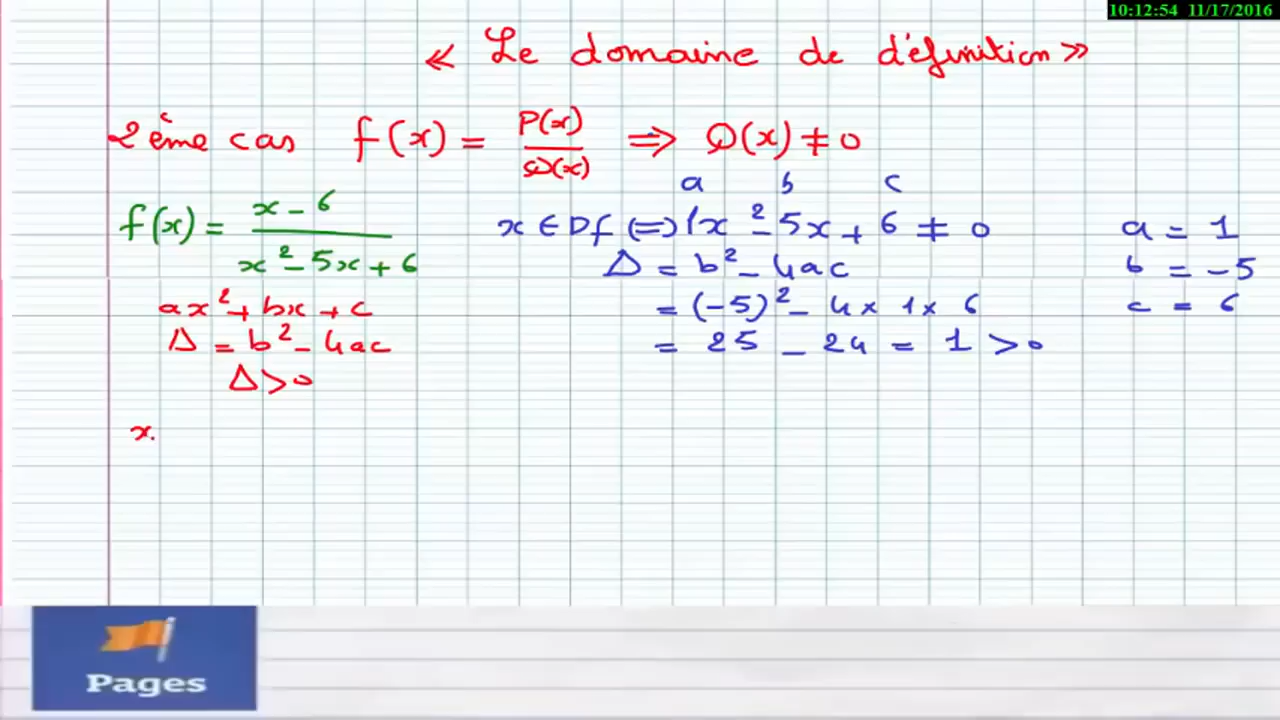 10:12:54 11/17/2016
« Le domaine de définition »
2ème cas f(x) = P(x)/Q(x) ⇒ Q(x) ≠ 0
a b c
f(x) = x - 6 / x² - 5x + 6
x ∈ Df (⇔) 1x² - 5x + 6 ≠ 0
a = 1
Δ = b² - 4ac
b = -5
ax² + bx + c
= (-5)² - 4 × 1 × 6
c = 6
Δ = b² - 4ac
= 25 - 24 = 1 > 0
Δ > 0
x.
Pages